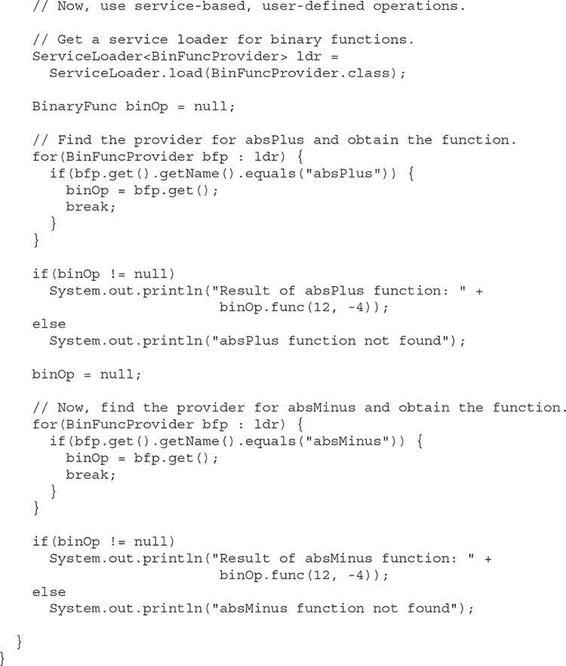 // Now, use service-based, user-defined operations.

// Get a service loader for binary functions.
ServiceLoader<BinFuncProvider> ldr =
  ServiceLoader.load(BinFuncProvider.class);

BinaryFunc binOp = null;

// Find the provider for absPlus and obtain the function.
for(BinFuncProvider bfp : ldr) {
  if(bfp.get().getName().equals("absPlus")) {
    binOp = bfp.get();
    break;
  }
}

if(binOp != null)
  System.out.println("Result of absPlus function: " +
                      binOp.func(12, -4));
else
  System.out.println("absPlus function not found");

binOp = null;

// Now, find the provider for absMinus and obtain the function.
for(BinFuncProvider bfp : ldr) {
  if(bfp.get().getName().equals("absMinus")) {
    binOp = bfp.get();
    break;
  }
}

if(binOp != null)
  System.out.println("Result of absMinus function: " +
                      binOp.func(12, -4));
else
  System.out.println("absMinus function not found");

  }
}